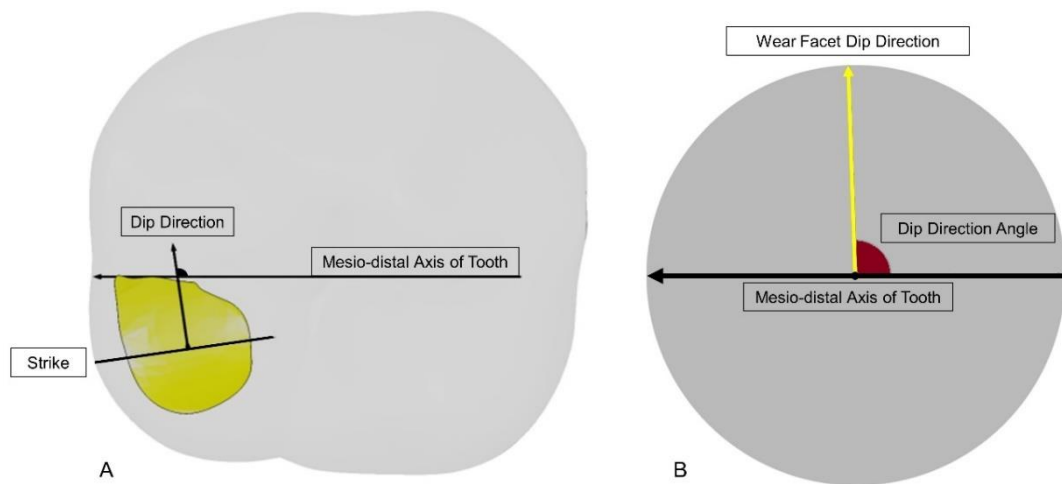 Dip Direction
Mesio-distal Axis of Tooth
Strike
A
Wear Facet Dip Direction
Dip Direction Angle
Mesio-distal Axis of Tooth
B